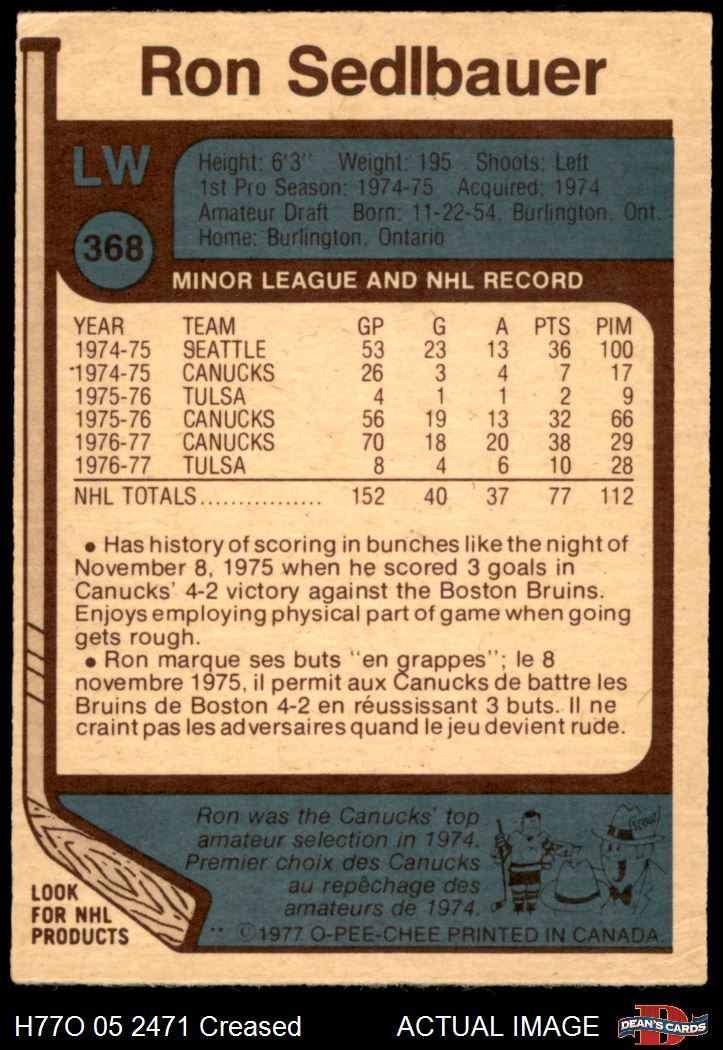 Ron Sedlbauer
LW
368
Height: 6'3" Weight: 195 Shoots: Left
1st Pro Season: 1974-75 Acquired: 1974
Amateur Draft Born: 11-22-54. Burlington, Ont.
Home: Burlington, Ontario
MINOR LEAGUE AND NHL RECORD
YEAR TEAM GP G A PTS PIM
1974-75 SEATTLE 53 23 13 36 100
1974-75 CANUCKS 26 3 4 7 17
1975-76 TULSA 4 1 1 2 9
1975-76 CANUCKS 56 19 13 32 66
1976-77 CANUCKS 70 18 20 38 29
1976-77 TULSA 8 4 6 10 28
NHL TOTALS................ 152 40 37 77 112
• Has history of scoring in bunches like the night of
November 8, 1975 when he scored 3 goals in
Canucks' 4-2 victory against the Boston Bruins.
Enjoys employing physical part of game when going
gets rough.
• Ron marque ses buts "en grappes"; le 8
novembre 1975, il permit aux Canucks de battre les
Bruins de Boston 4-2 en réussissant 3 buts. Il ne
craint pas les adversaires quand le jeu devient rude.
Ron was the Canucks' top
amateur selection in 1974.
Premier choix des Canucks
au repêchage des
amateurs de 1974.
SCOUT
LOOK
FOR NHL
PRODUCTS
** ©1977 O-PEE-CHEE PRINTED IN CANADA.
H77O 05 2471 Creased ACTUAL IMAGE
D
DEAN'S CARDS